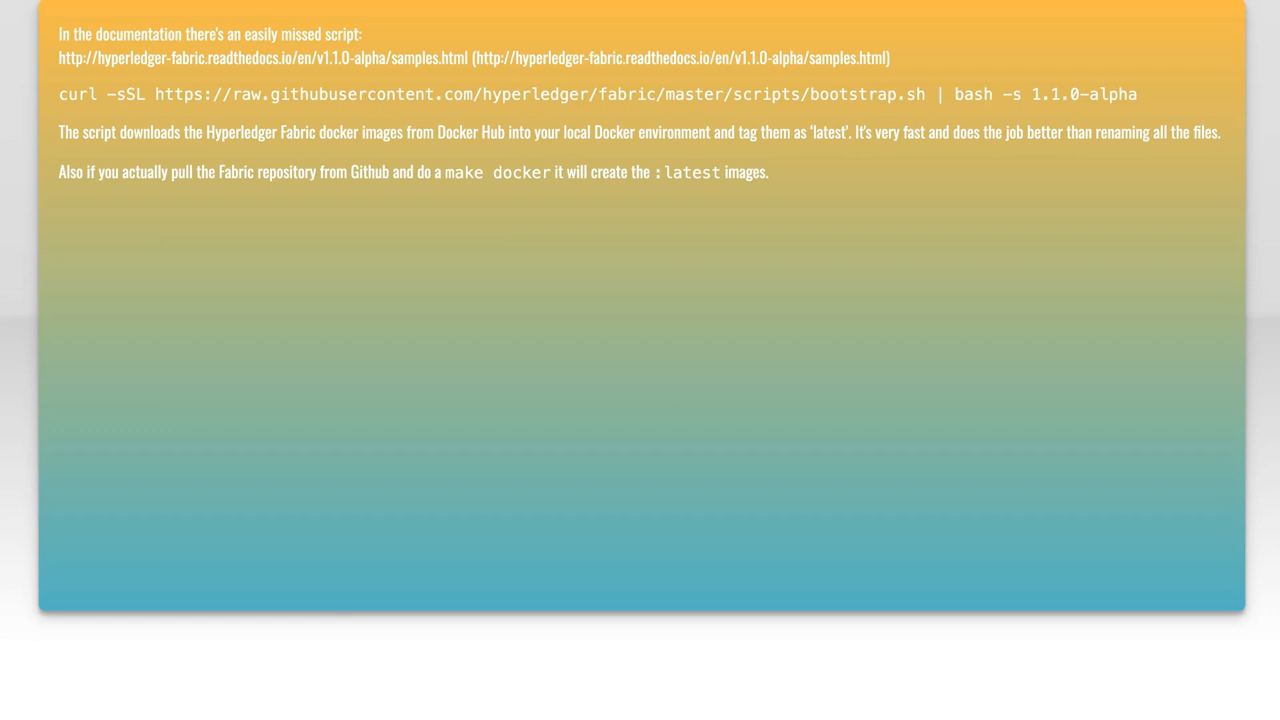 In the documentation there's an easily missed script:
http://hyperledger-fabric.readthedocs.io/en/v1.1.0-alpha/samples.html (http://hyperledger-fabric.readthedocs.io/en/v1.1.0-alpha/samples.html)
curl -sSL https://raw.githubusercontent.com/hyperledger/fabric/master/scripts/bootstrap.sh | bash -s 1.1.0-alpha
The script downloads the Hyperledger Fabric docker images from Docker Hub into your local Docker environment and tag them as ‘latest’. It's very fast and does the job better than renaming all the files.
Also if you actually pull the Fabric repository from Github and do a make docker it will create the :latest images.